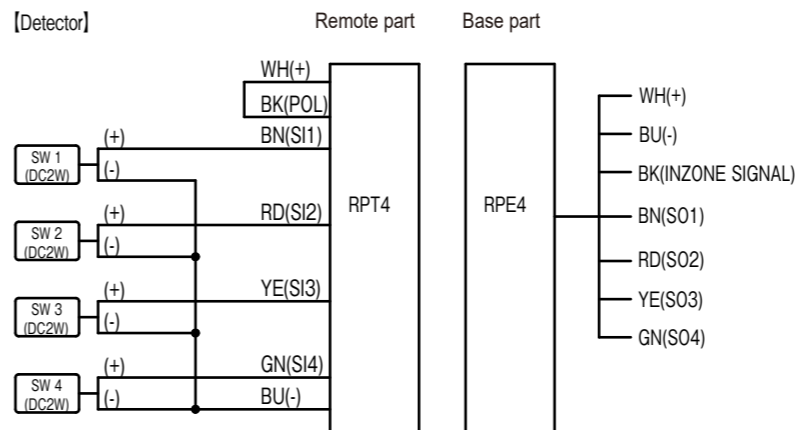 【Detector】
Remote part
Base part
WH(+)
BK(POL)
BN(SI1)
RD(SI2)
YE(SI3)
GN(SI4)
BU(-)
SW 1
(DC2W)
(+)
(-)
SW 2
(DC2W)
(+)
(-)
SW 3
(DC2W)
(+)
(-)
SW 4
(DC2W)
(+)
(-)
RPT4
RPE4
WH(+)
BU(-)
BK(INZONE SIGNAL)
BN(SO1)
RD(SO2)
YE(SO3)
GN(SO4)